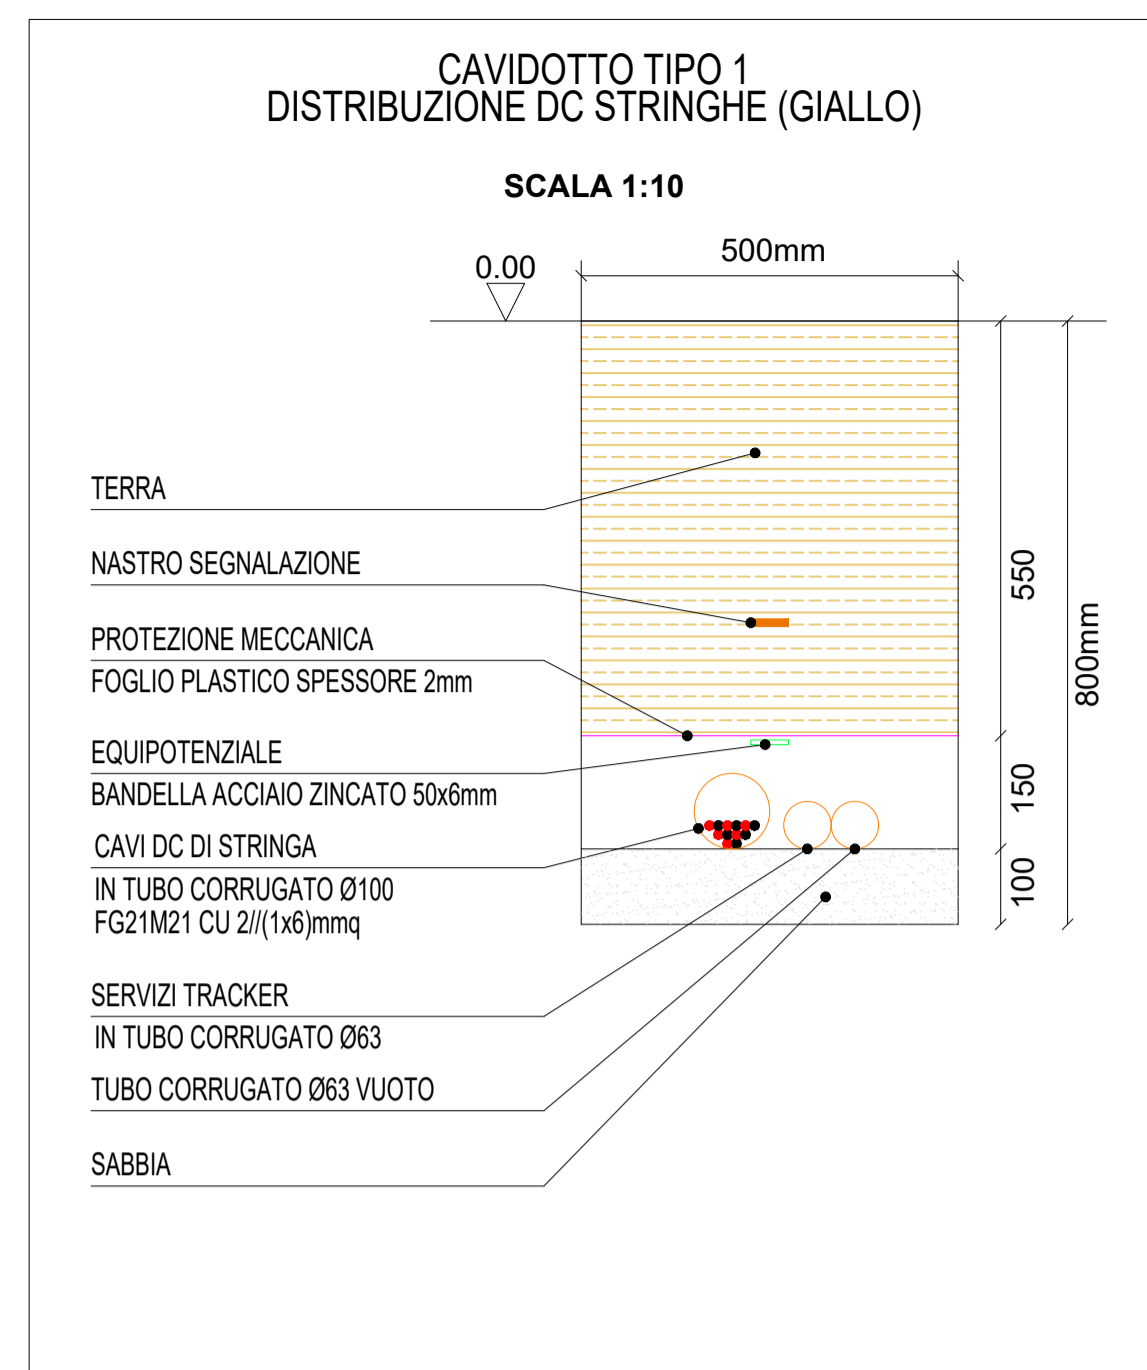 CAVIDOTTO TIPO 1
DISTRIBUZIONE DC STRINGHE (GIALLO)
SCALA 1:10
500mm
0.00
TERRA
NASTRO SEGNALAZIONE
PROTEZIONE MECCANICA
FOGLIO PLASTICO SPESSORE 2mm
EQUIPOTENZIALE
BANDELLA ACCIAIO ZINCATO 50x6mm
CAVI DC DI STRINGA
IN TUBO CORRUGATO Ø100
FG21M21 CU 2//(1x6)mmq
SERVIZI TRACKER
IN TUBO CORRUGATO Ø63
TUBO CORRUGATO Ø63 VUOTO
SABBIA
550
150
100
800mm